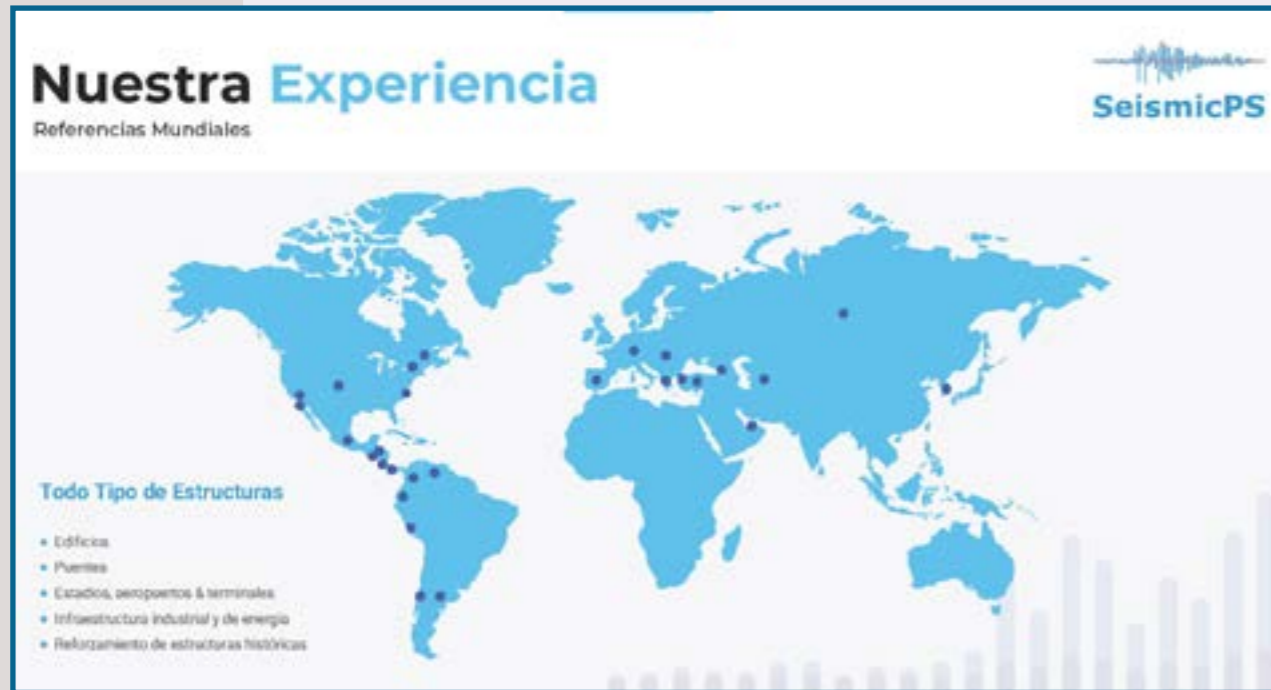 Nuestra Experiencia
Referencias Mundiales
SeismicPS
Todo Tipo de Estructuras
• Edificios
• Puentes
• Estadios, aeropuertos & terminales
• Infraestructura industrial y de energía
• Reforzamiento de estructuras históricas